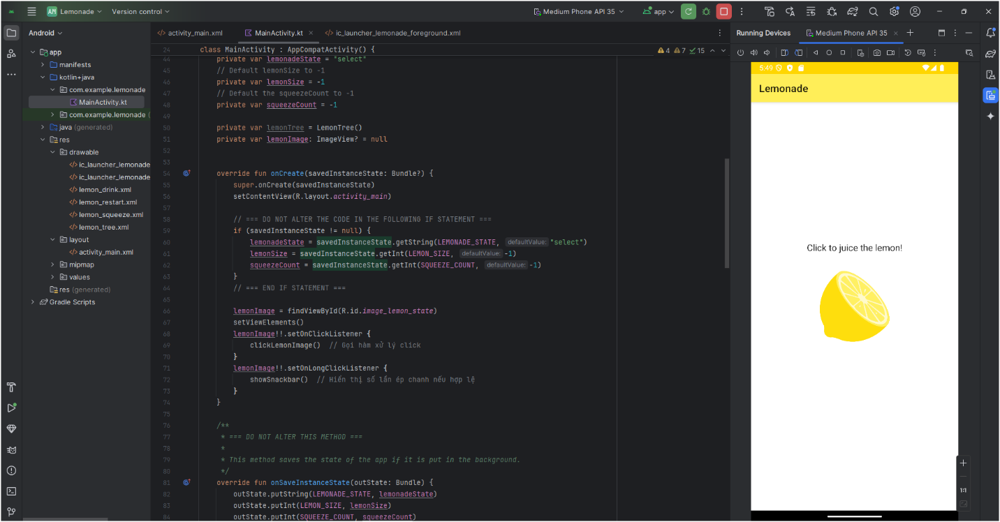 AM Lemonade Version control Medium Phone API 35 app
Android
activity_main.xml MainActivity.kt ic_launcher_lemonade_foreground.xml
Running Devices Medium Phone API 35
app
manifests
kotlin+java
com.example.lemonade
MainActivity.kt
com.example.lemonade (
java (generated)
res
drawable
ic_launcher_lemonade
ic_launcher_lemonade
lemon_drink.xml
lemon_restart.xml
lemon_squeeze.xml
lemon_tree.xml
layout
activity_main.xml
mipmap
values
res (generated)
Gradle Scripts
24 class MainActivity : AppCompatActivity() {
4 7 15
44 private var lemonadeState = "select"
45 // Default lemonSize to -1
46 private var lemonSize = -1
47 // Default the squeezeCount to -1
48 private var squeezeCount = -1
49
50 private var lemonTree = LemonTree()
51 private var lemonImage: ImageView? = null
52
53
54 override fun onCreate(savedInstanceState: Bundle?) {
55 super.onCreate(savedInstanceState)
56 setContentView(R.layout.activity_main)
57
58 // === DO NOT ALTER THE CODE IN THE FOLLOWING IF STATEMENT ===
59 if (savedInstanceState != null) {
60 lemonadeState = savedInstanceState.getString(LEMONADE_STATE, defaultValue: "select")
61 lemonSize = savedInstanceState.getInt(LEMON_SIZE, defaultValue: -1)
62 squeezeCount = savedInstanceState.getInt(SQUEEZE_COUNT, defaultValue: -1)
63 }
64 // === END IF STATEMENT ===
65
66 lemonImage = findViewById(R.id.image_lemon_state)
67 setViewElements()
68 lemonImage!!.setOnClickListener {
69 clickLemonImage() // Gọi hàm xử lý click
70 }
71 lemonImage!!.setOnLongClickListener {
72 showSnackbar() // Hiển thị số lần ép chanh nếu hợp lệ
73 }
74 }
75
76 /**
77 * === DO NOT ALTER THIS METHOD ===
78 *
79 * This method saves the state of the app if it is put in the background.
80 */
81 override fun onSaveInstanceState(outState: Bundle) {
82 outState.putString(LEMONADE_STATE, lemonadeState)
83 outState.putInt(LEMON_SIZE, lemonSize)
84 outState.putInt(SQUEEZE_COUNT, squeezeCount)
5:49
Lemonade
Click to juice the lemon!
1:1